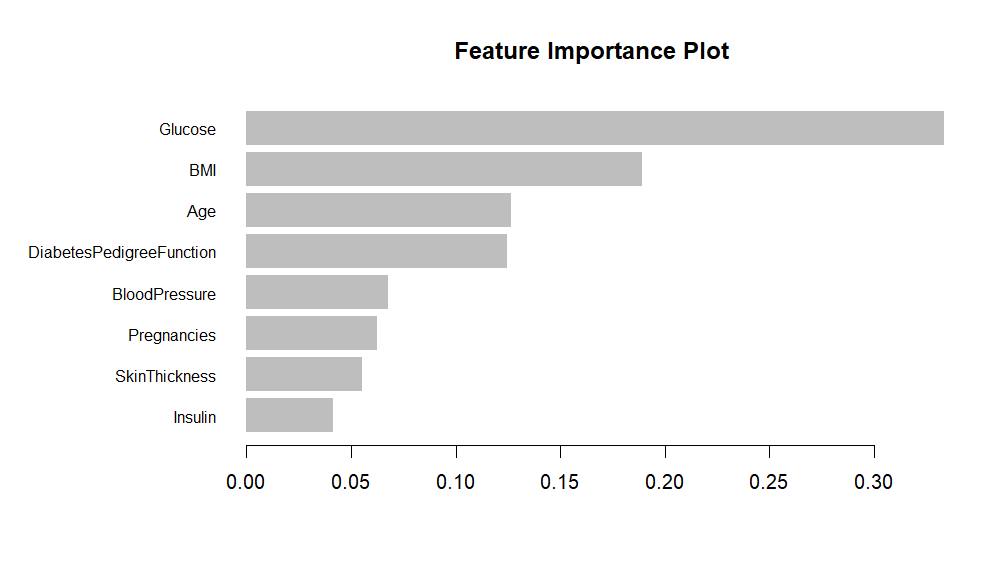 Feature Importance Plot
Glucose
BMI
Age
DiabetesPedigreeFunction
BloodPressure
Pregnancies
SkinThickness
Insulin
0.00 0.05 0.10 0.15 0.20 0.25 0.30